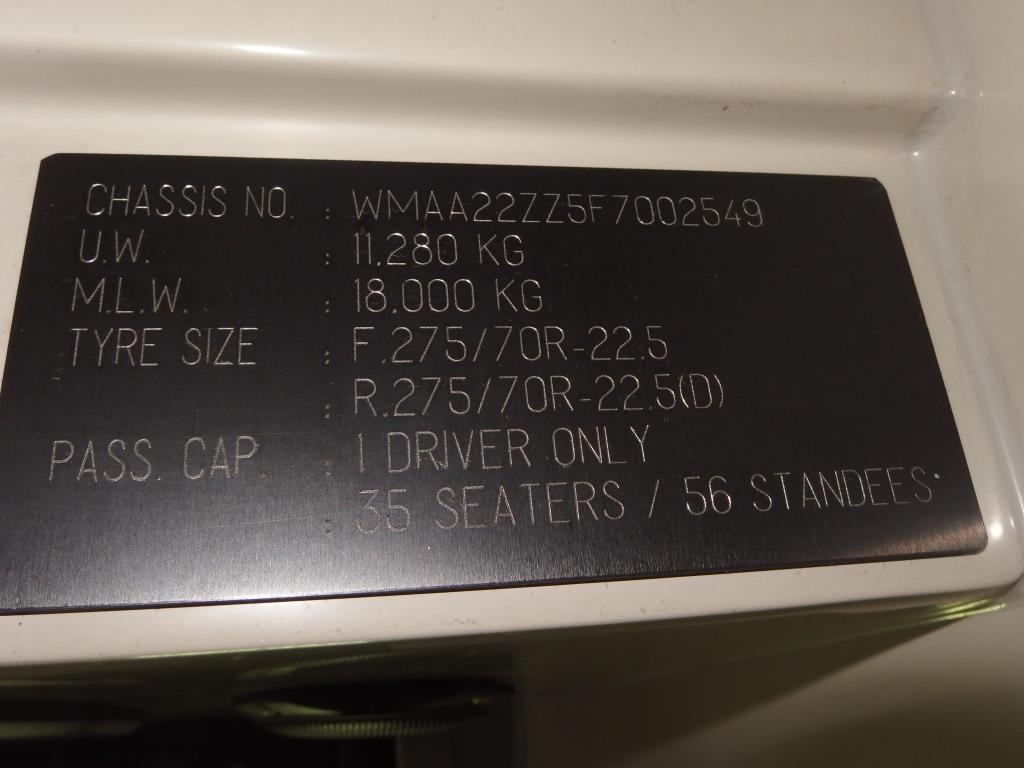 CHASSIS NO. : WMAA22ZZ5F7002549
U.W. : 11.280 KG
M.L.W. : 18.000 KG
TYRE SIZE : F.275/70R-22.5
: R.275/70R-22.5(D)
PASS. CAP. : 1 DRIVER ONLY
: 35 SEATERS / 56 STANDEES